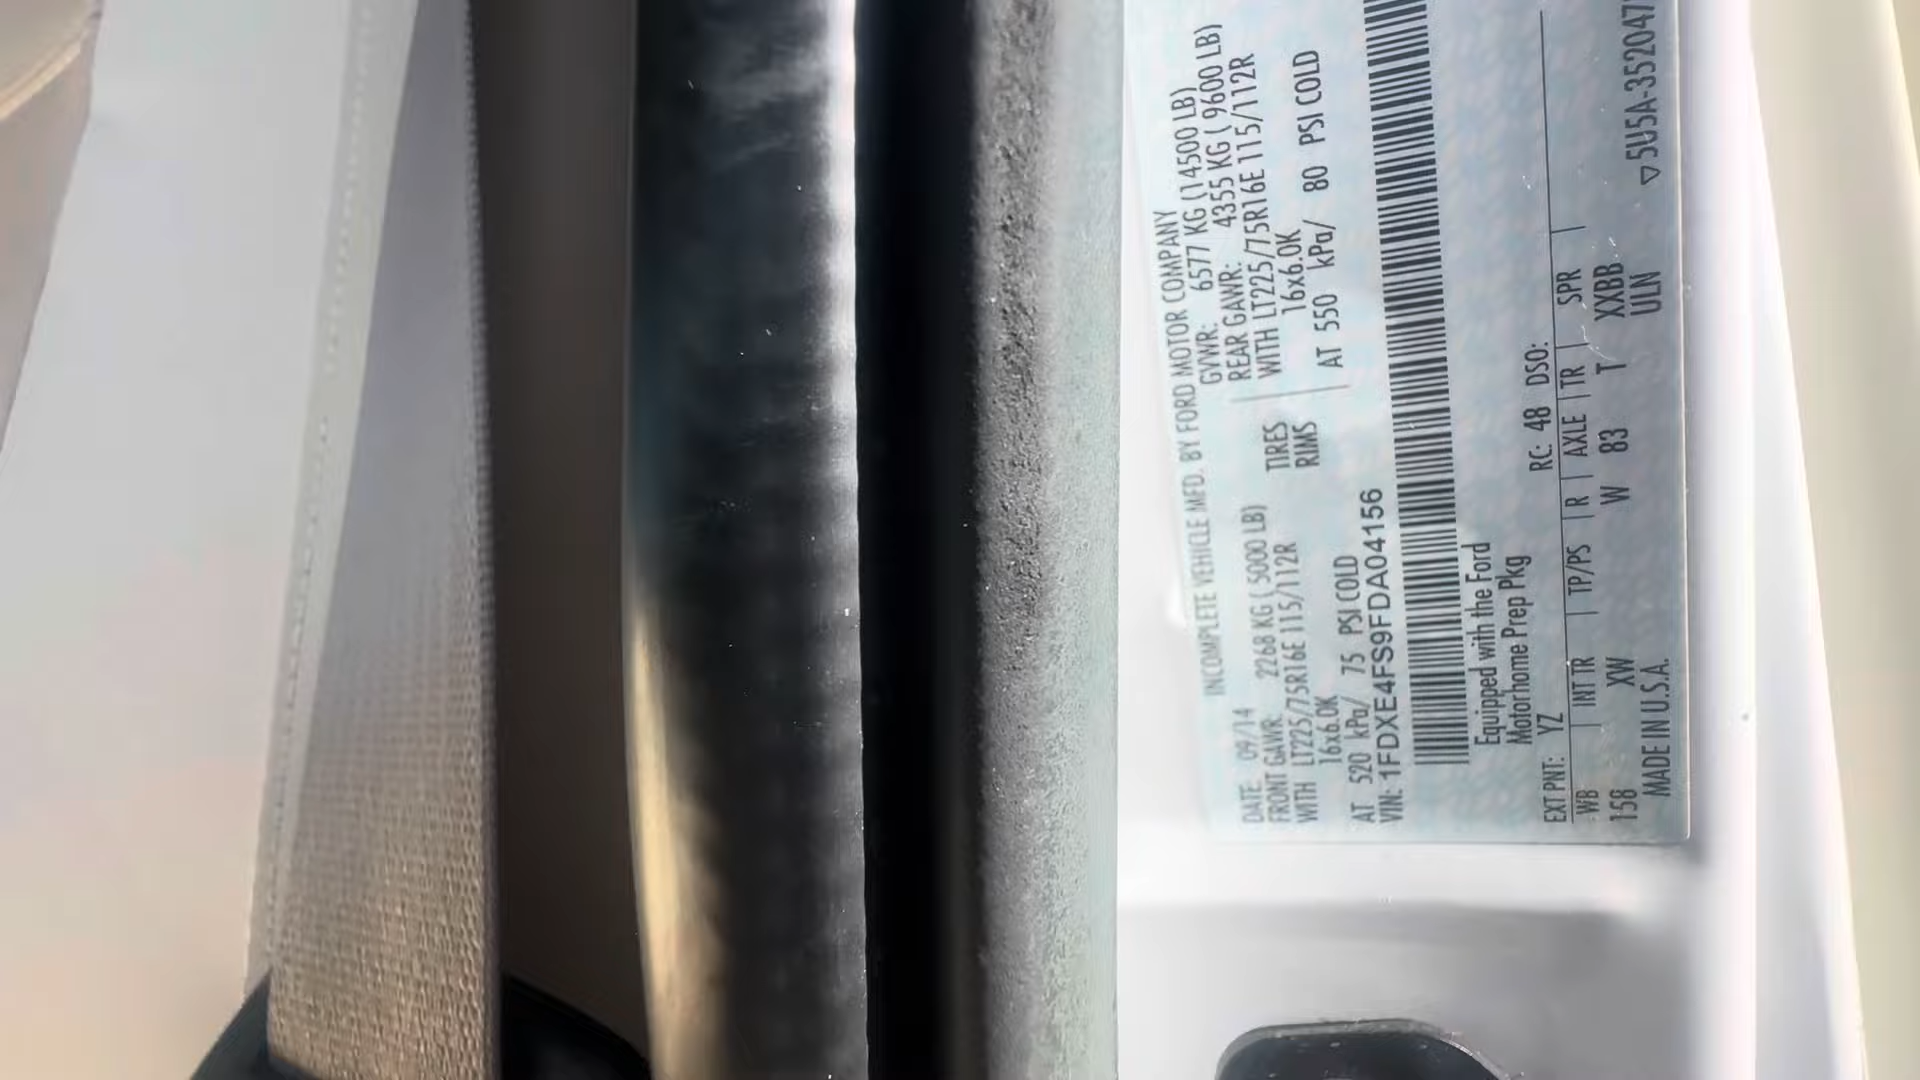 INCOMPLETE VEHICLE MFD. BY FORD MOTOR COMPANY
DATE: 09/14 GVWR: 6577 KG (14500 LB)
FRONT GAWR: 2268 KG ( 5000 LB) REAR GAWR: 4355 KG ( 9600 LB)
WITH LT225/75R16E 115/112R TIRES WITH LT225/75R16E 115/112R
16x6.0K RIMS 16x6.0K
AT 520 kPa/ 75 PSI COLD AT 550 kPa/ 80 PSI COLD
VIN: 1FDXE4FS9FDA04156
Equipped with the Ford
Motorhome Prep Pkg
EXT PNT: YZ RC: 48 DSO:
WB | INT TR | TP/PS | R | AXLE | TR | SPR
158 XW W 83 T XXBB
MADE IN U.S.A. ULN
▽5U5A-352047